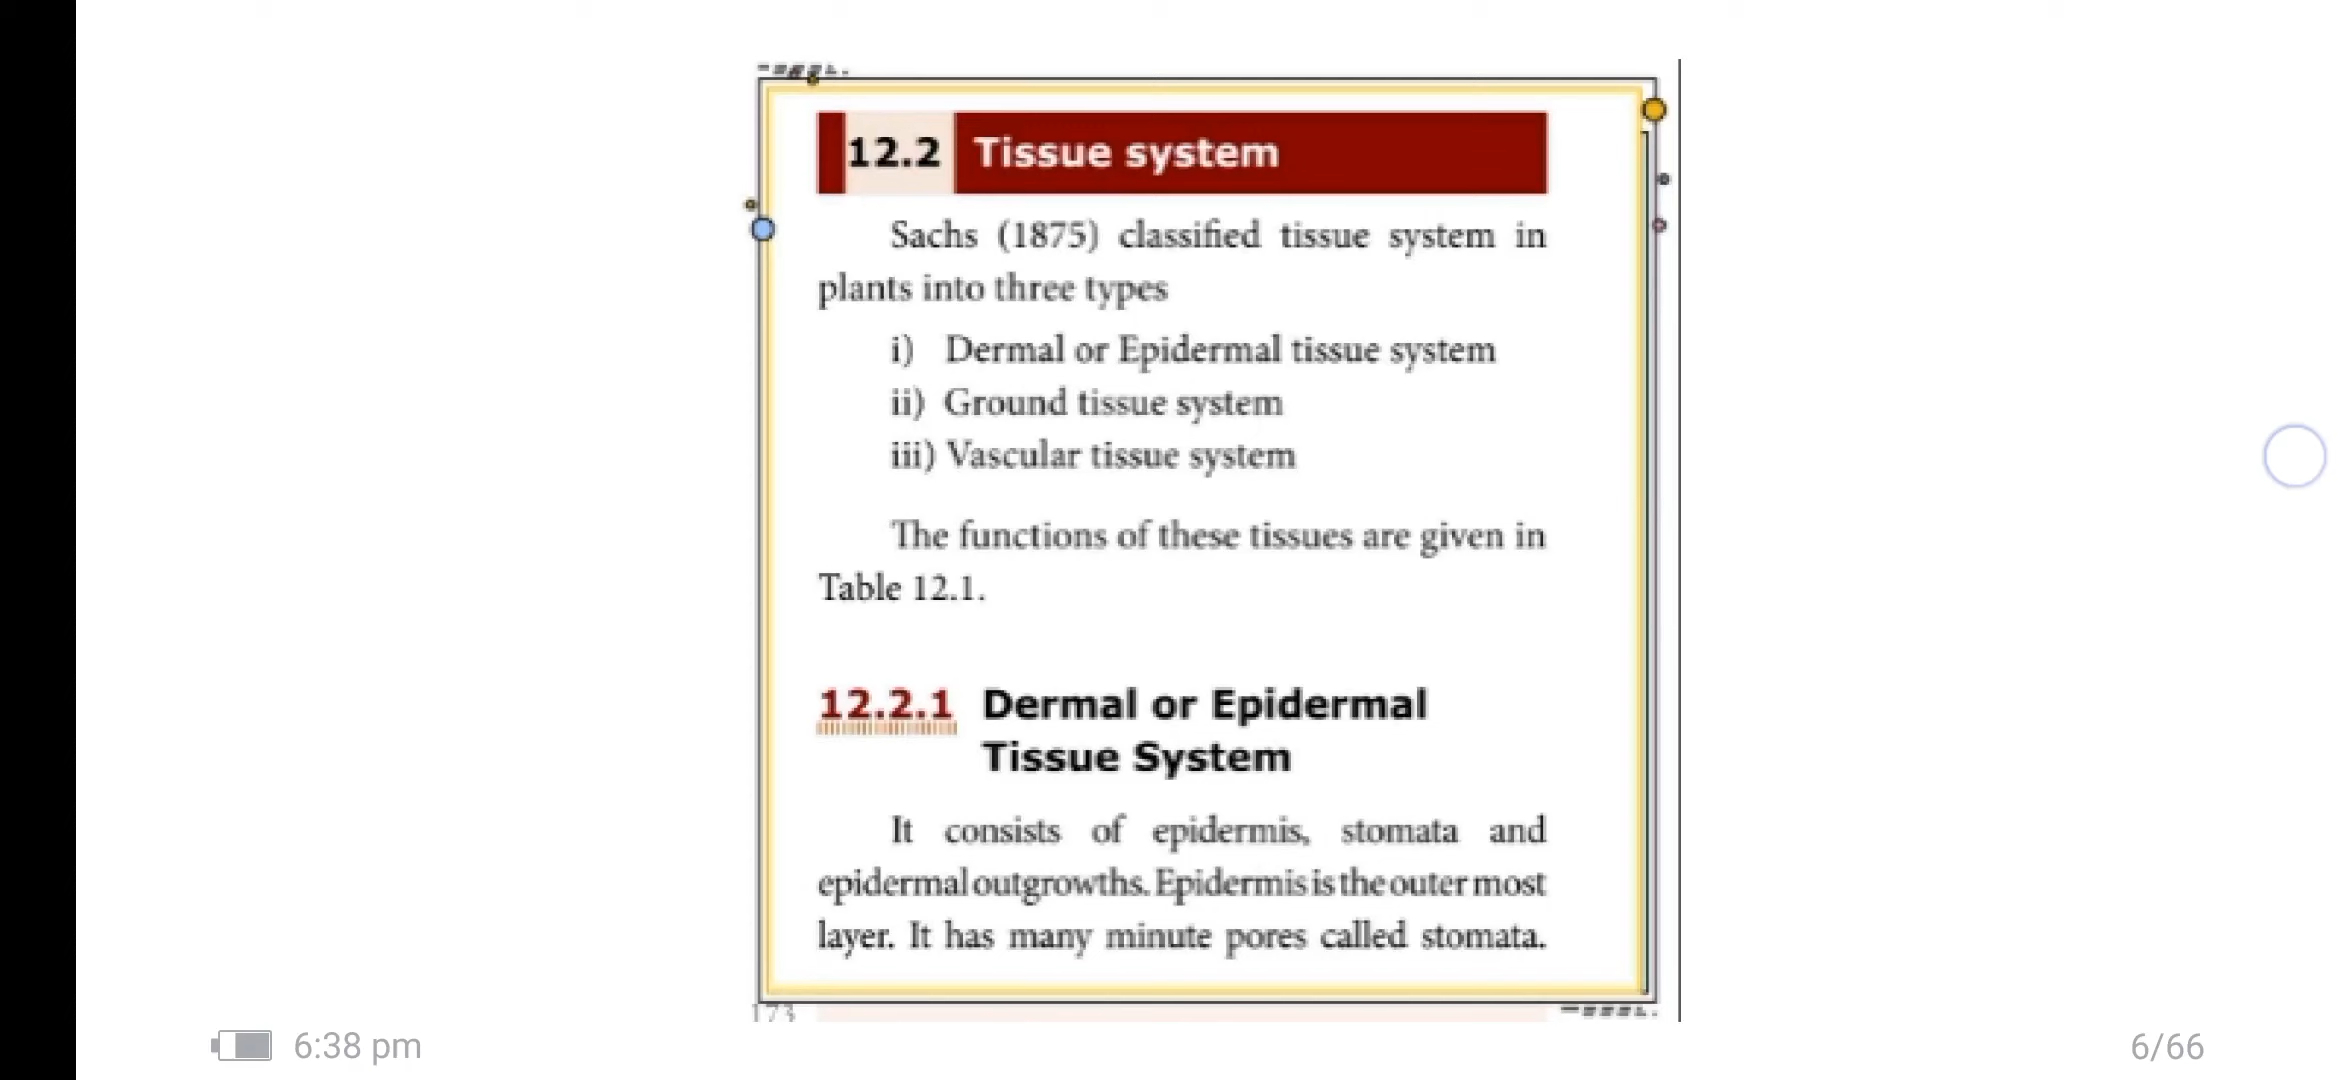 12.2 Tissue system
Sachs (1875) classified tissue system in
plants into three types
i) Dermal or Epidermal tissue system
ii) Ground tissue system
iii) Vascular tissue system
The functions of these tissues are given in
Table 12.1.
12.2.1 Dermal or Epidermal
Tissue System
It consists of epidermis, stomata and
epidermal outgrowths. Epidermis is the outer most
layer. It has many minute pores called stomata.
173
6:38 pm
6/66